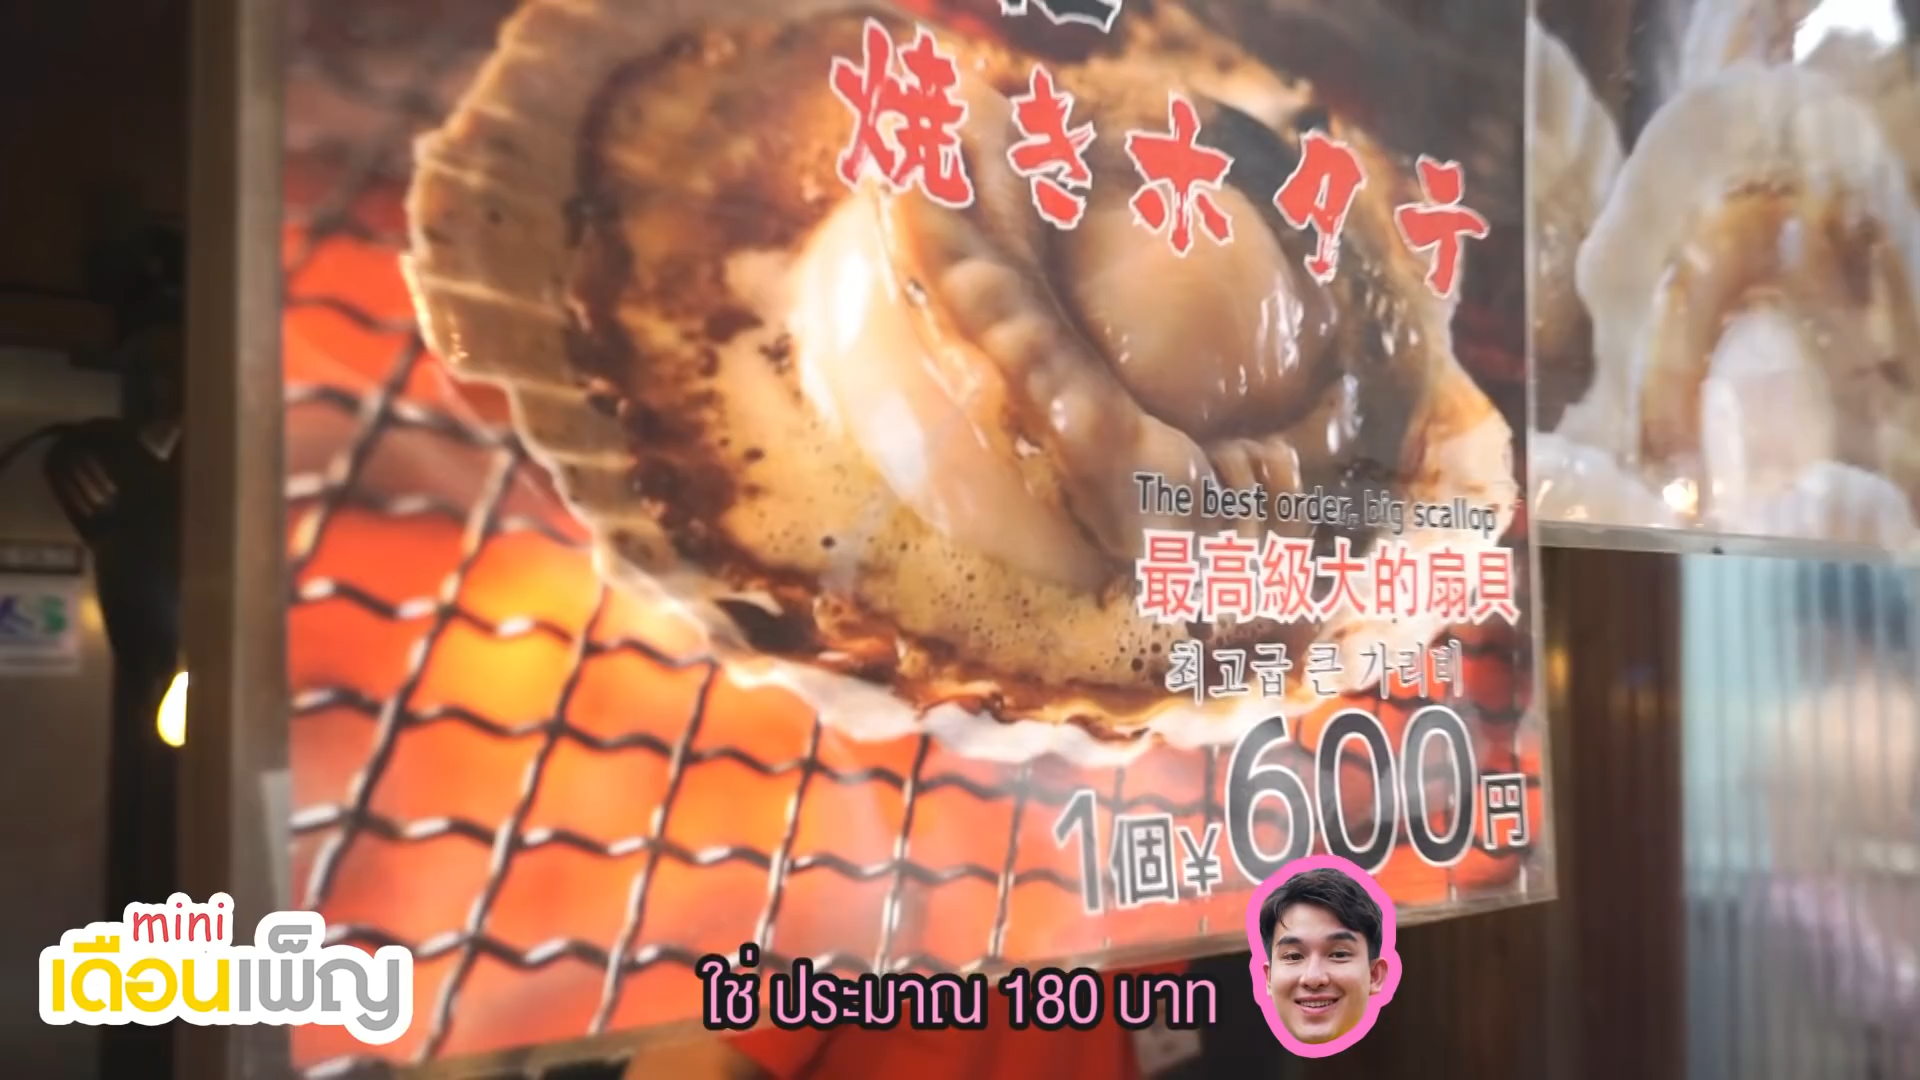 焼きホタテ
The best order, big scallop
最高級大的扇貝
최고급 큰 가리비
1個¥600円
mini
เดือนเพ็ญ
ใช่ ประมาณ 180 บาท